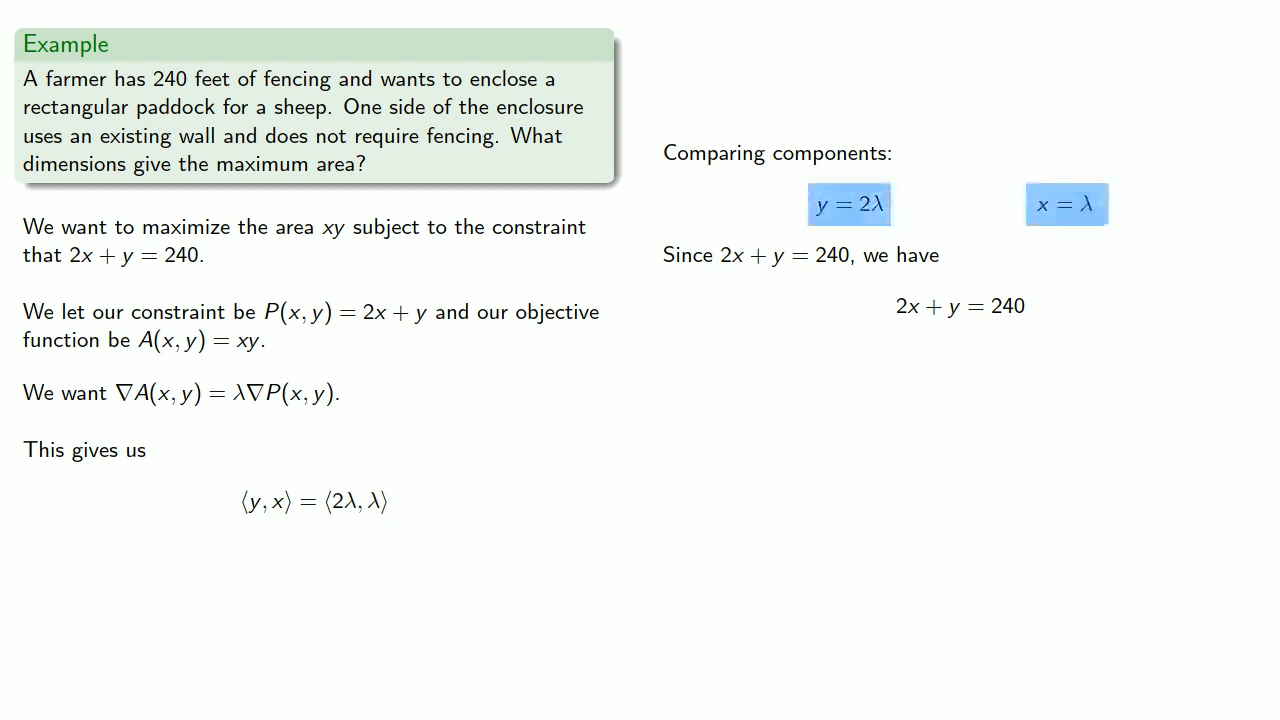 Example
A farmer has 240 feet of fencing and wants to enclose a
rectangular paddock for a sheep. One side of the enclosure
uses an existing wall and does not require fencing. What
dimensions give the maximum area?
We want to maximize the area xy subject to the constraint
that 2x + y = 240.
We let our constraint be P(x, y) = 2x + y and our objective
function be A(x, y) = xy.
We want ∇A(x, y) = λ∇P(x, y).
This gives us
⟨y, x⟩ = ⟨2λ, λ⟩
Comparing components:
y = 2λ
x = λ
Since 2x + y = 240, we have
2x + y = 240